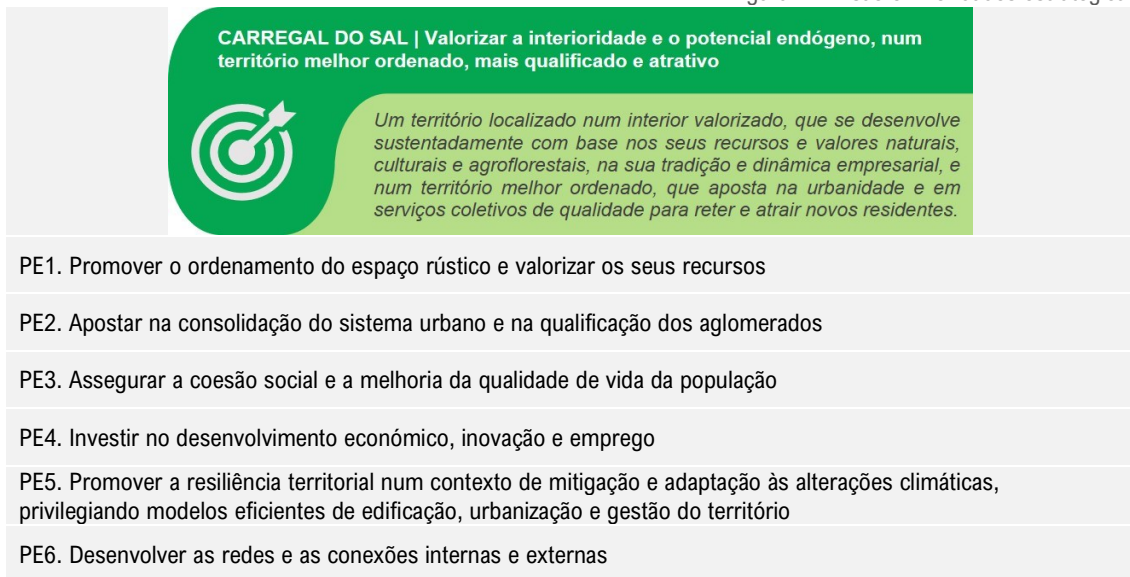 CARREGAL DO SAL | Valorizar a interioridade e o potencial endógeno, num
território melhor ordenado, mais qualificado e atrativo
Um território localizado num interior valorizado, que se desenvolve
sustentadamente com base nos seus recursos e valores naturais,
culturais e agroflorestais, na sua tradição e dinâmica empresarial, e
num território melhor ordenado, que aposta na urbanidade e em
serviços coletivos de qualidade para reter e atrair novos residentes.
PE1. Promover o ordenamento do espaço rústico e valorizar os seus recursos
PE2. Apostar na consolidação do sistema urbano e na qualificação dos aglomerados
PE3. Assegurar a coesão social e a melhoria da qualidade de vida da população
PE4. Investir no desenvolvimento económico, inovação e emprego
PE5. Promover a resiliência territorial num contexto de mitigação e adaptação às alterações climáticas,
privilegiando modelos eficientes de edificação, urbanização e gestão do território
PE6. Desenvolver as redes e as conexões internas e externas